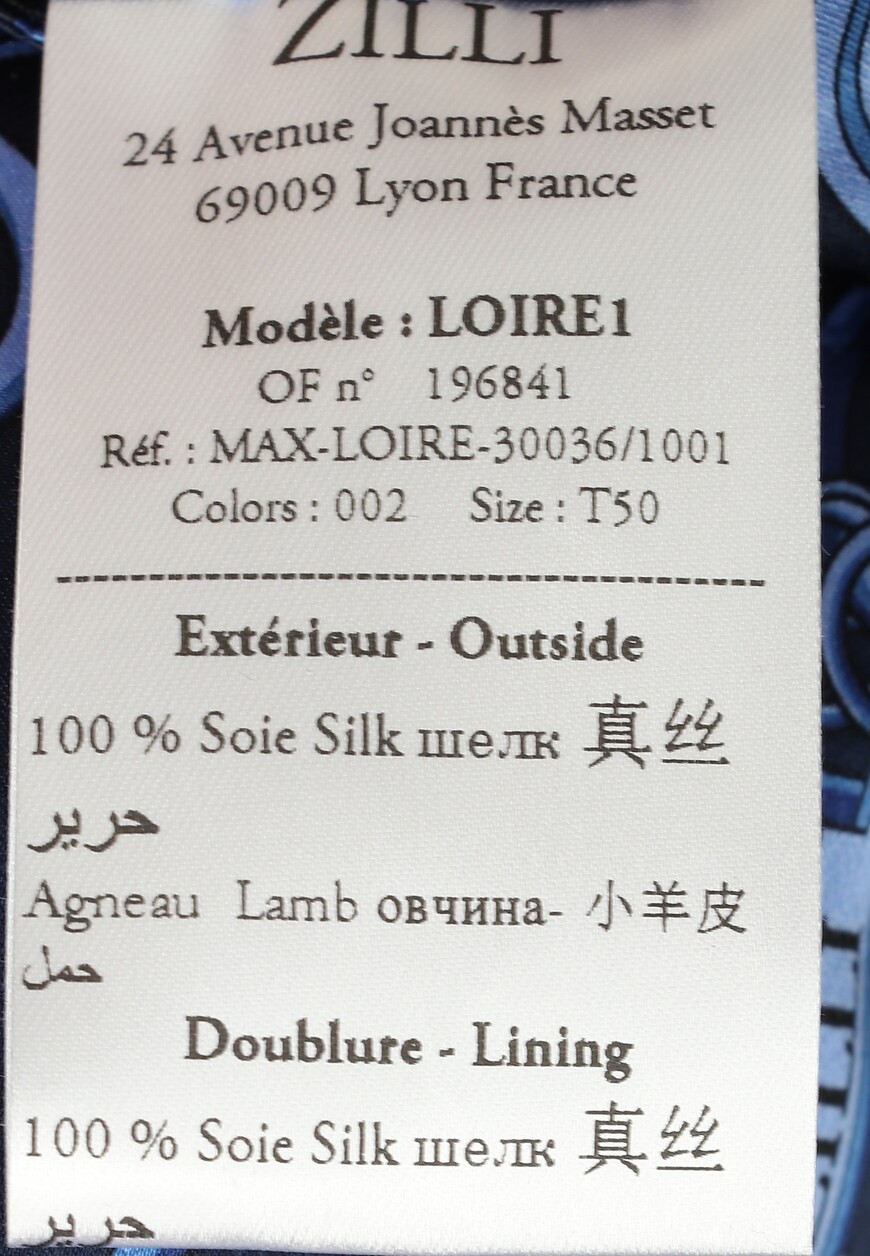 ZILLI
24 Avenue Joannès Masset
69009 Lyon France
Modèle : LOIRE1
OF n° 196841
Réf. : MAX-LOIRE-30036/1001
Colors : 002 Size : T50
Extérieur - Outside
100 % Soie Silk шелк 真丝
حرير
Agneau Lamb овчина- 小羊皮
حمل
Doublure - Lining
100 % Soie Silk шелк 真丝
حرير